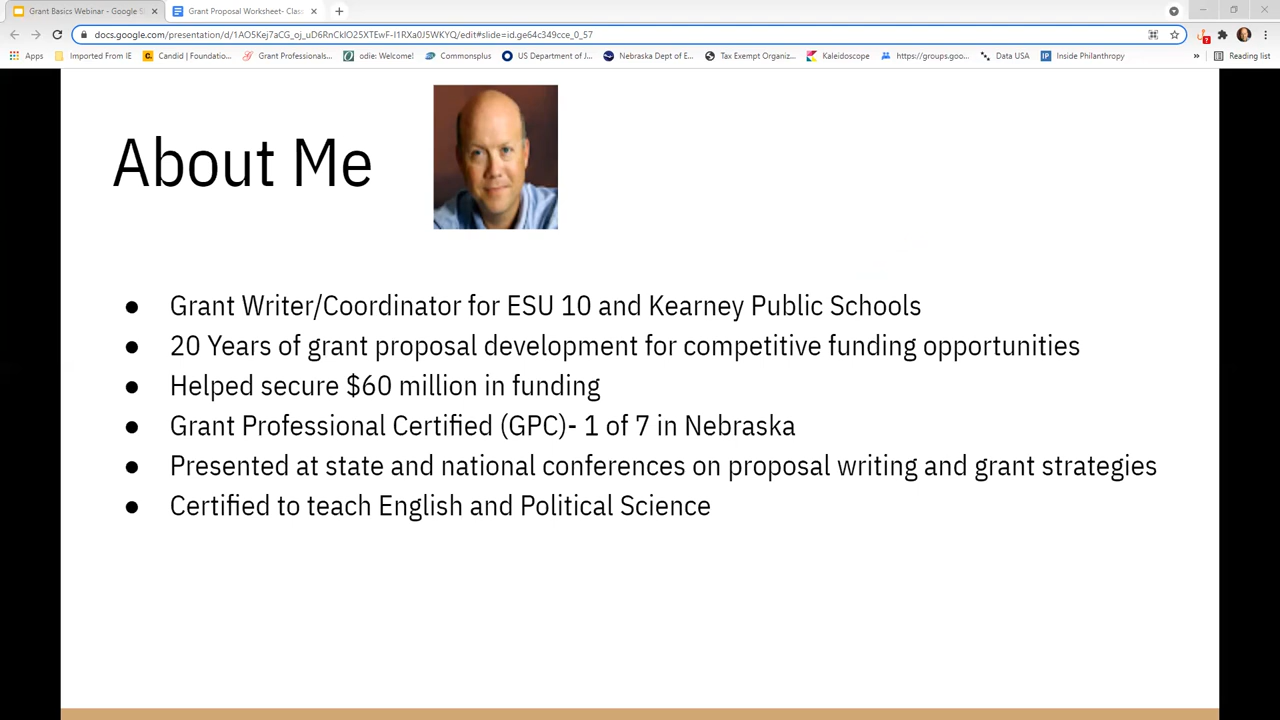 Grant Basics Webinar - Google S
Grant Proposal Worksheet- Clas
docs.google.com/presentation/d/1AO5Kej7aCG_oj_uD6RnCkIO25XTEwF-I1RXa0J5WKYQ/edit#slide=id.ge64c349cce_0_57
7
Apps
Imported From IE
Candid | Foundatio...
Grant Professionals...
odie: Welcome!
Commonsplus
US Department of J...
Nebraska Dept of E...
Tax Exempt Organiz...
Kaleidoscope
https://groups.goo...
Data USA
IP
Inside Philanthropy
»
Reading list
About Me
● Grant Writer/Coordinator for ESU 10 and Kearney Public Schools
● 20 Years of grant proposal development for competitive funding opportunities
● Helped secure $60 million in funding
● Grant Professional Certified (GPC)- 1 of 7 in Nebraska
● Presented at state and national conferences on proposal writing and grant strategies
● Certified to teach English and Political Science